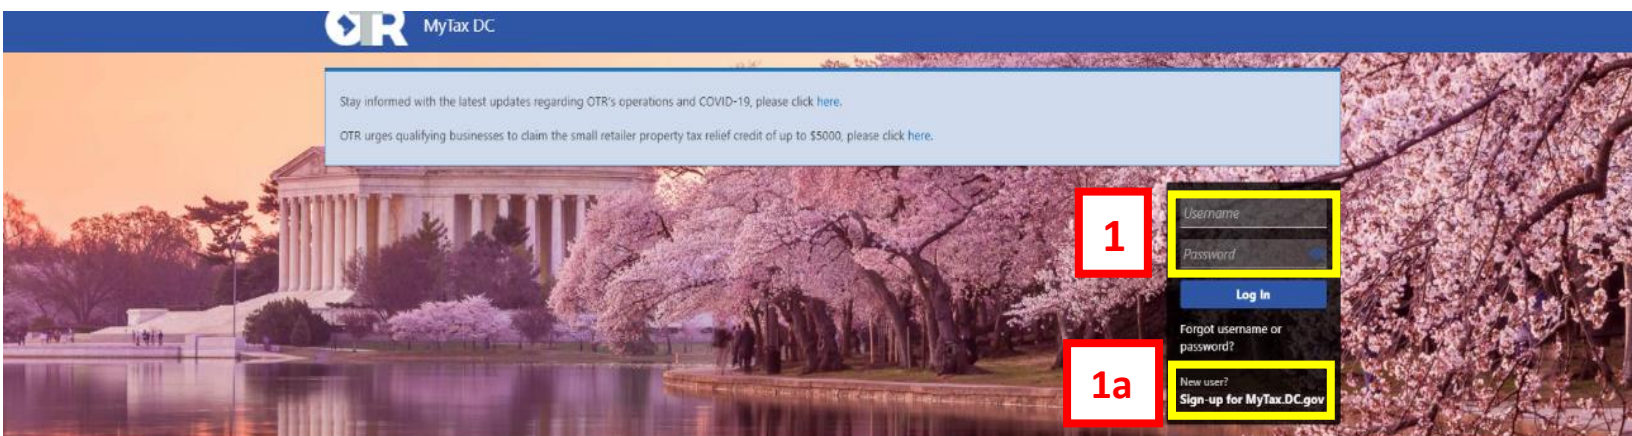 OTR MyTax DC
Stay informed with the latest updates regarding OTR's operations and COVID-19, please click here.
OTR urges qualifying businesses to claim the small retailer property tax relief credit of up to $5000, please click here.
1
Username
Password
Log In
Forgot username or
password?
1a
New user?
Sign-up for MyTax.DC.gov